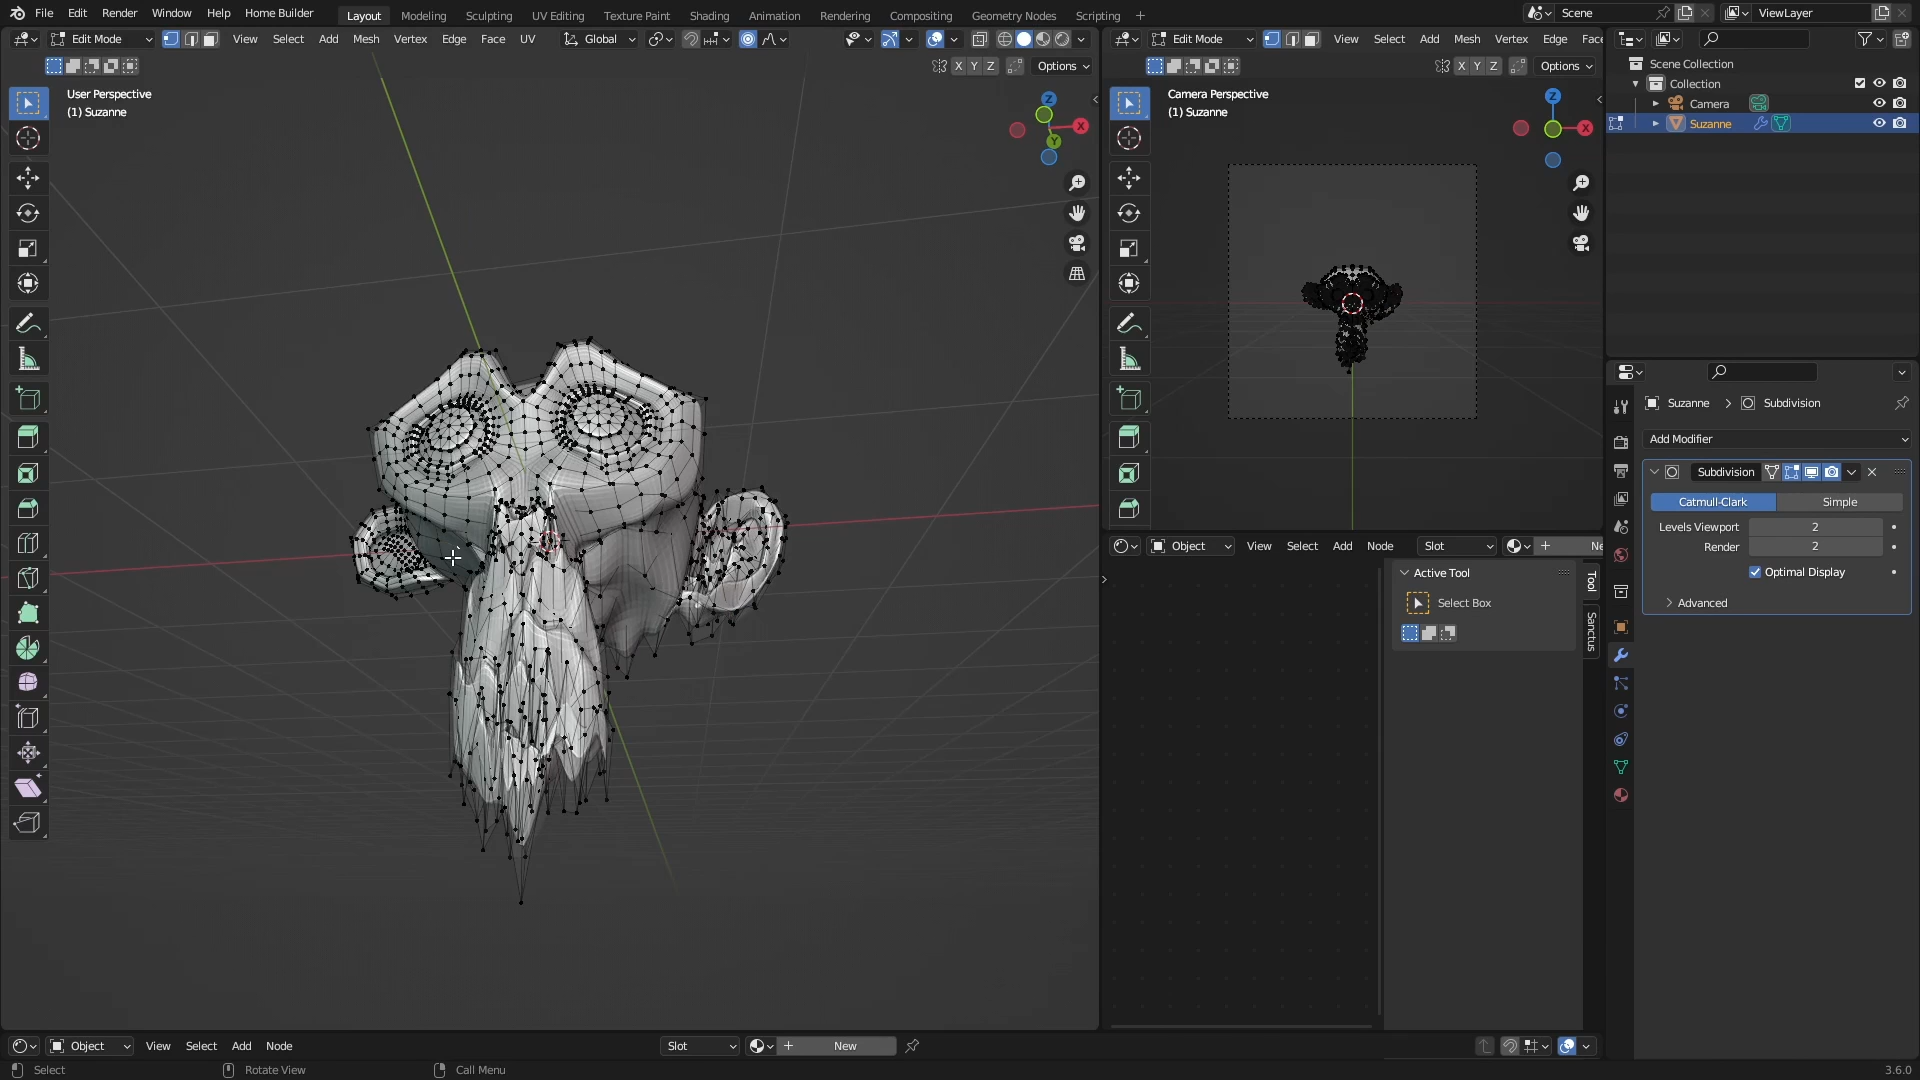 File Edit Render Window Help Home Builder Layout Modeling Sculpting UV Editing Texture Paint Shading Animation Rendering Compositing Geometry Nodes Scripting + Scene ViewLayer
Edit Mode View Select Add Mesh Vertex Edge Face UV Global
X Y Z Options
User Perspective
(1) Suzanne
Z
X
Y
Edit Mode View Select Add Mesh Vertex Edge Face
X Y Z Options
Camera Perspective
(1) Suzanne
Z
X
Scene Collection
Collection
Camera
Suzanne
Suzanne > Subdivision
Add Modifier
Subdivision
Catmull-Clark Simple
Levels Viewport 2
Render 2
Optimal Display
Advanced
Object View Select Add Node Slot + Ne
Active Tool
Select Box
Tool
Sanctus
Object View Select Add Node Slot + New
Select Rotate View Call Menu 3.6.0